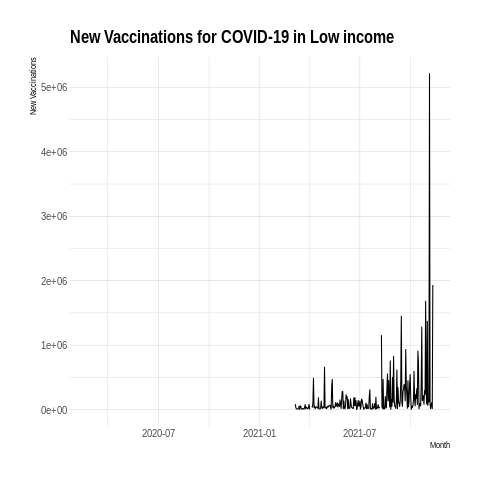 New Vaccinations for COVID-19 in Low income
New Vaccinations
5e+06
4e+06
3e+06
2e+06
1e+06
0e+00
2020-07 2021-01 2021-07
Month